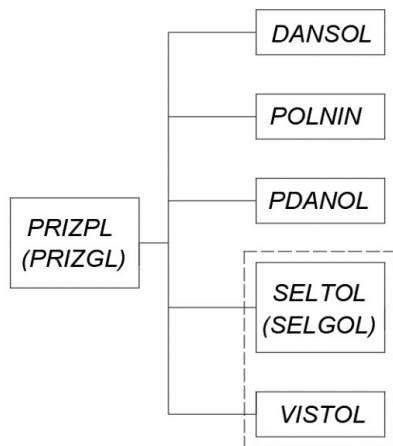 DANSOL
POLNIN
PDANOL
PRIZPL
(PRIZGL)
SELTOL
(SELGOL)
VISTOL